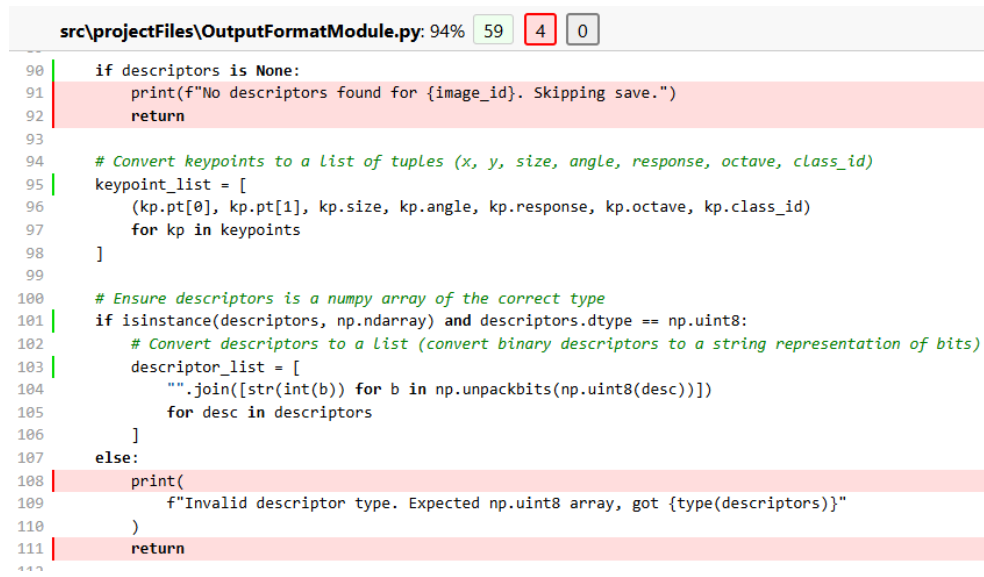 src\projectFiles\OutputFormatModule.py: 94% 59 4 0
90 if descriptors is None:
91 print(f"No descriptors found for {image_id}. Skipping save.")
92 return
93
94 # Convert keypoints to a list of tuples (x, y, size, angle, response, octave, class_id)
95 keypoint_list = [
96 (kp.pt[0], kp.pt[1], kp.size, kp.angle, kp.response, kp.octave, kp.class_id)
97 for kp in keypoints
98 ]
99
100 # Ensure descriptors is a numpy array of the correct type
101 if isinstance(descriptors, np.ndarray) and descriptors.dtype == np.uint8:
102 # Convert descriptors to a list (convert binary descriptors to a string representation of bits)
103 descriptor_list = [
104 "".join([str(int(b)) for b in np.unpackbits(np.uint8(desc))])
105 for desc in descriptors
106 ]
107 else:
108 print(
109 f"Invalid descriptor type. Expected np.uint8 array, got {type(descriptors)}"
110 )
111 return